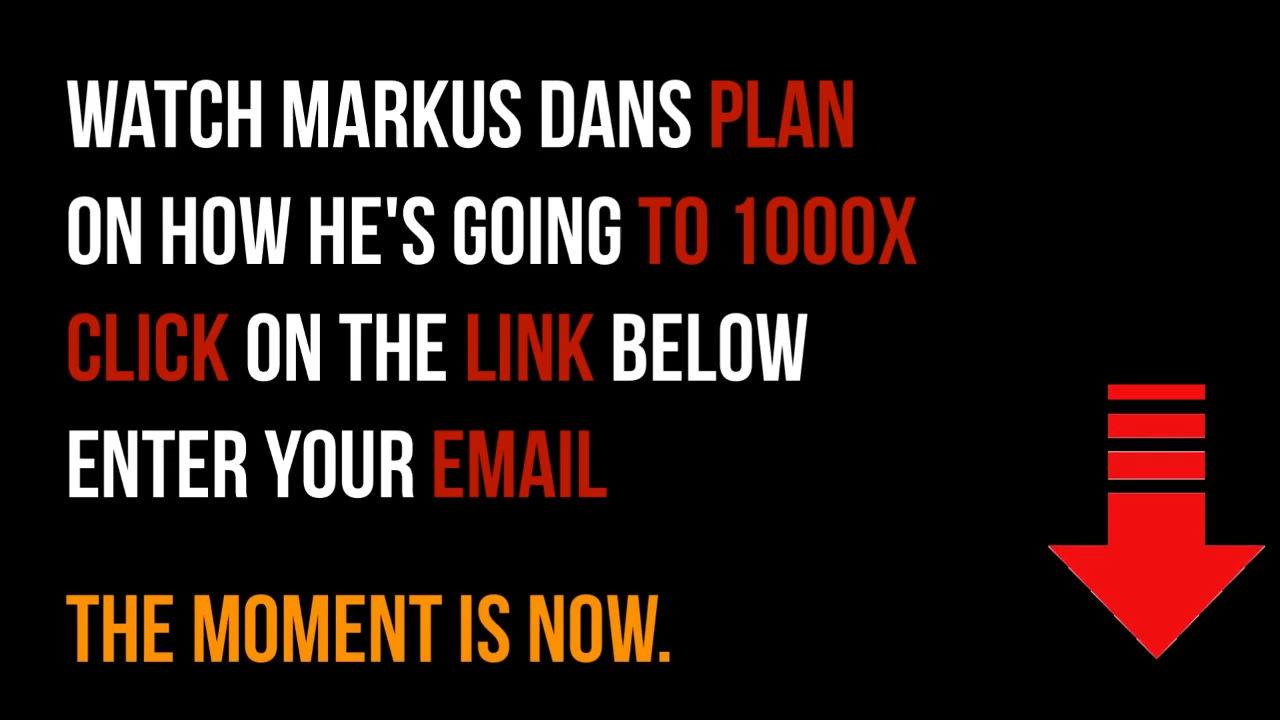 WATCH MARKUS DANS PLAN
ON HOW HE'S GOING TO 1000X
CLICK ON THE LINK BELOW
ENTER YOUR EMAIL
THE MOMENT IS NOW.